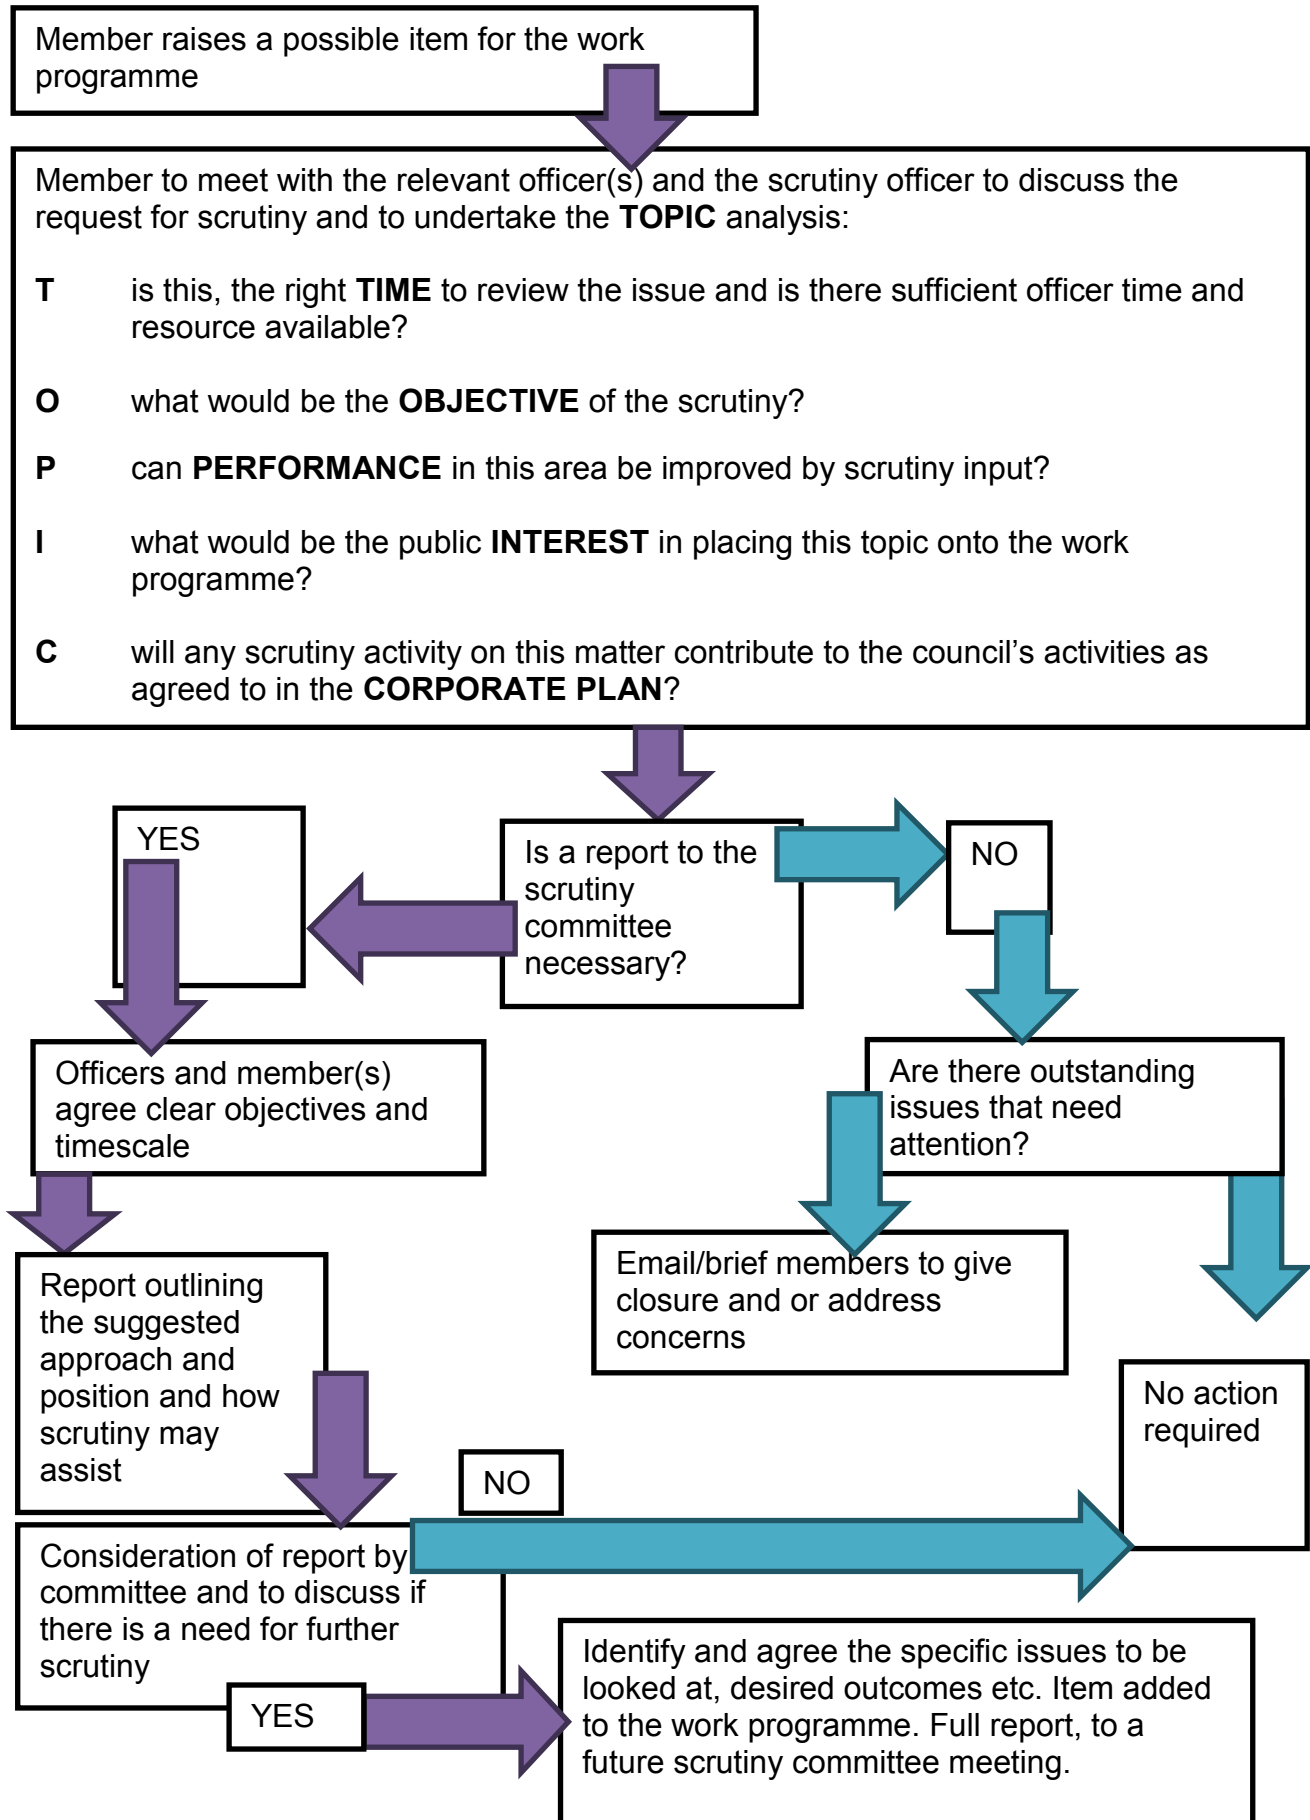 Member raises a possible item for the work
programme
Member to meet with the relevant officer(s) and the scrutiny officer to discuss the
request for scrutiny and to undertake the TOPIC analysis:
T is this, the right TIME to review the issue and is there sufficient officer time and
resource available?
O what would be the OBJECTIVE of the scrutiny?
P can PERFORMANCE in this area be improved by scrutiny input?
I what would be the public INTEREST in placing this topic onto the work
programme?
C will any scrutiny activity on this matter contribute to the council's activities as
agreed to in the CORPORATE PLAN?
YES
Is a report to the
scrutiny
committee
necessary?
NO
Officers and member(s)
agree clear objectives and
timescale
Are there outstanding
issues that need
attention?
Report outlining
the suggested
approach and
position and how
scrutiny may
assist
Email/brief members to give
closure and or address
concerns
No action
required
NO
Consideration of report by
committee and to discuss if
there is a need for further
scrutiny
YES
Identify and agree the specific issues to be
looked at, desired outcomes etc. Item added
to the work programme. Full report, to a
future scrutiny committee meeting.